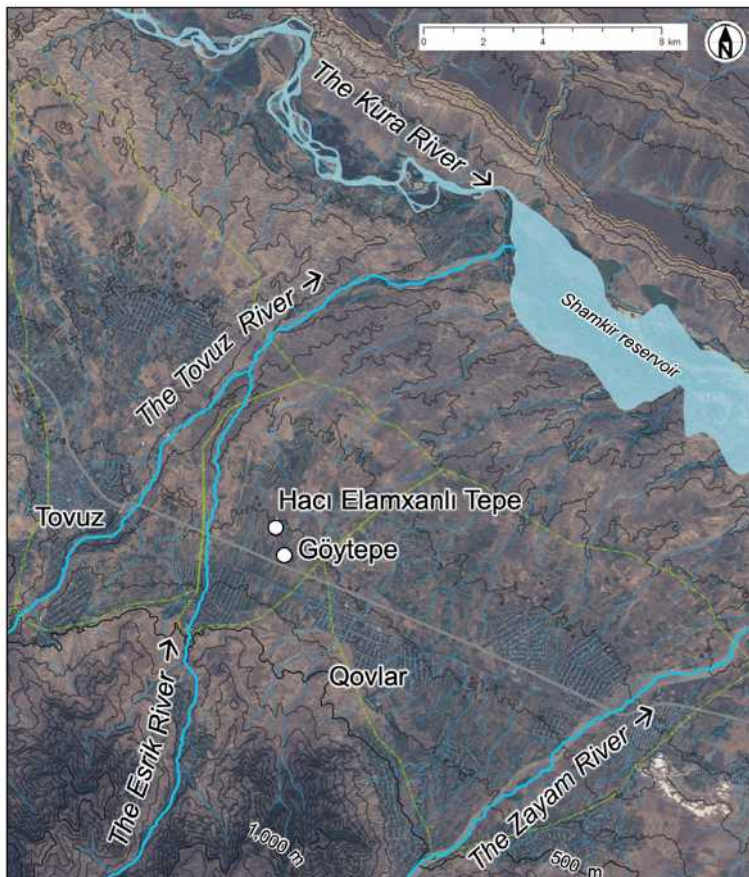 0 2 4 8 km
N
The Kura River →
Shamkir reservoir
The Tovuz River →
Hacı Elamxanlı Tepe
Tovuz
Göytepe
Qovlar
The Esrik River →
The Zayam River →
1,000 m
500 m